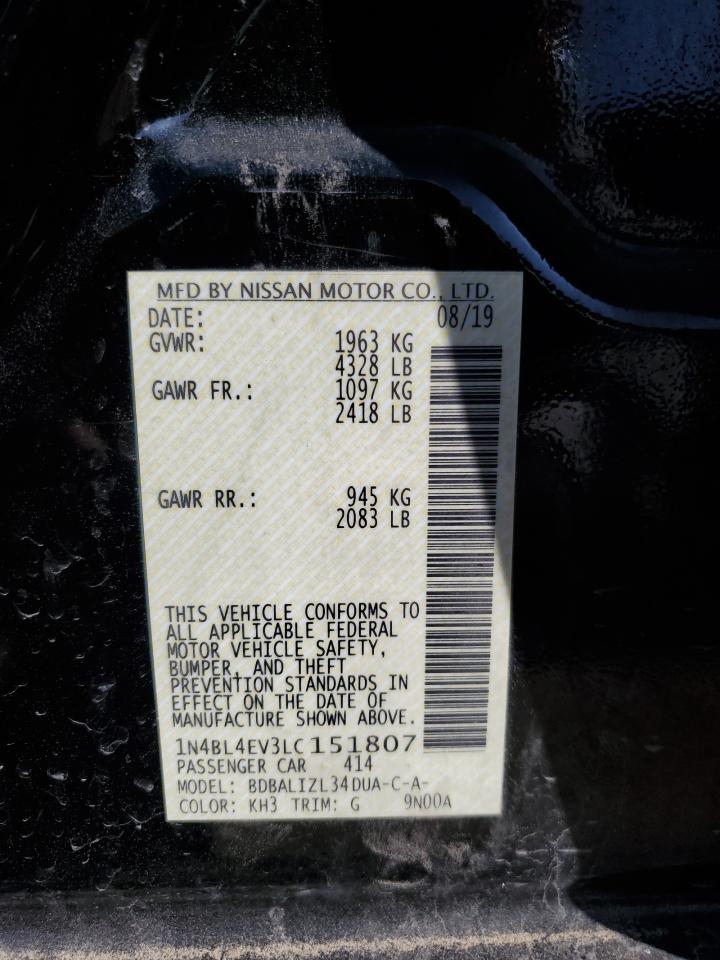 MFD BY NISSAN MOTOR CO., LTD.
DATE: 08/19
GVWR: 1963 KG
4328 LB
GAWR FR.: 1097 KG
2418 LB
GAWR RR.: 945 KG
2083 LB
THIS VEHICLE CONFORMS TO
ALL APPLICABLE FEDERAL
MOTOR VEHICLE SAFETY,
BUMPER, AND THEFT
PREVENTION STANDARDS IN
EFFECT ON THE DATE OF
MANUFACTURE SHOWN ABOVE.
1N4BL4EV3LC151807
PASSENGER CAR 414
MODEL: BDBALIZL34DUA-C-A-
COLOR: KH3 TRIM: G 9N00A